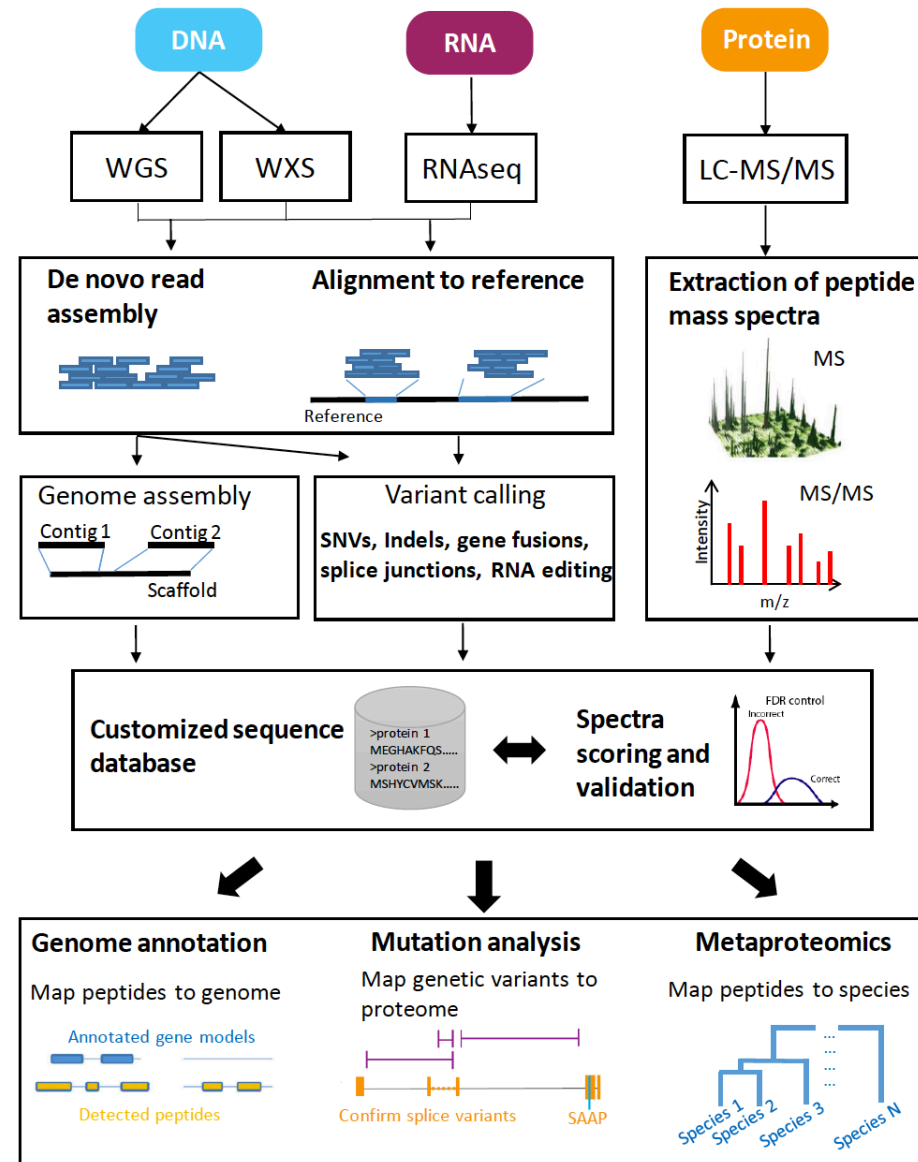 DNA
RNA
Protein
WGS
WXS
RNAseq
LC-MS/MS
De novo read
assembly
Alignment to reference
Reference
Extraction of peptide
mass spectra
MS
MS/MS
Intensity
m/z
Genome assembly
Contig 1
Contig 2
Scaffold
Variant calling
SNVs, Indels, gene fusions,
splice junctions, RNA editing
Customized sequence
database
>protein 1
MEGHAKFQS.....
>protein 2
MSHYCVMSK.....
Spectra
scoring and
validation
FDR control
Incorrect
Correct
Genome annotation
Map peptides to genome
Annotated gene models
Detected peptides
Mutation analysis
Map genetic variants to
proteome
Confirm splice variants
SAAP
Metaproteomics
Map peptides to species
...
...
...
...
Species 1
Species 2
Species 3
Species N